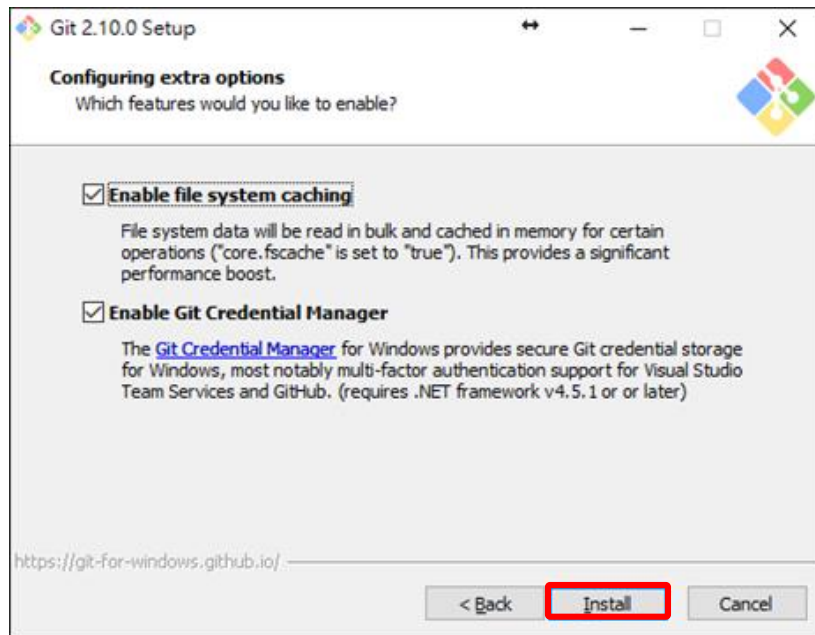 Git 2.10.0 Setup
Configuring extra options
Which features would you like to enable?
Enable file system caching
File system data will be read in bulk and cached in memory for certain
operations ("core.fscache" is set to "true"). This provides a significant
performance boost.
Enable Git Credential Manager
The Git Credential Manager for Windows provides secure Git credential storage
for Windows, most notably multi-factor authentication support for Visual Studio
Team Services and GitHub. (requires .NET framework v4.5.1 or or later)
https://git-for-windows.github.io/
< Back Install Cancel